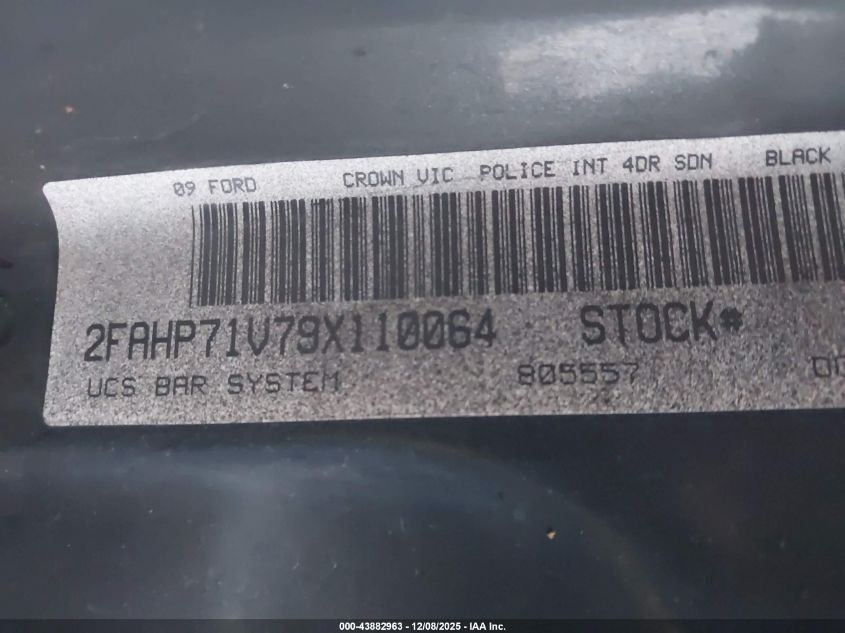 09 FORD CROWN VIC POLICE INT 4DR SDN BLACK
2FAHP71V79X110064 STOCK#
UCS BAR SYSTEM 805557
000-43882963 - 12/08/2025 - IAA Inc.